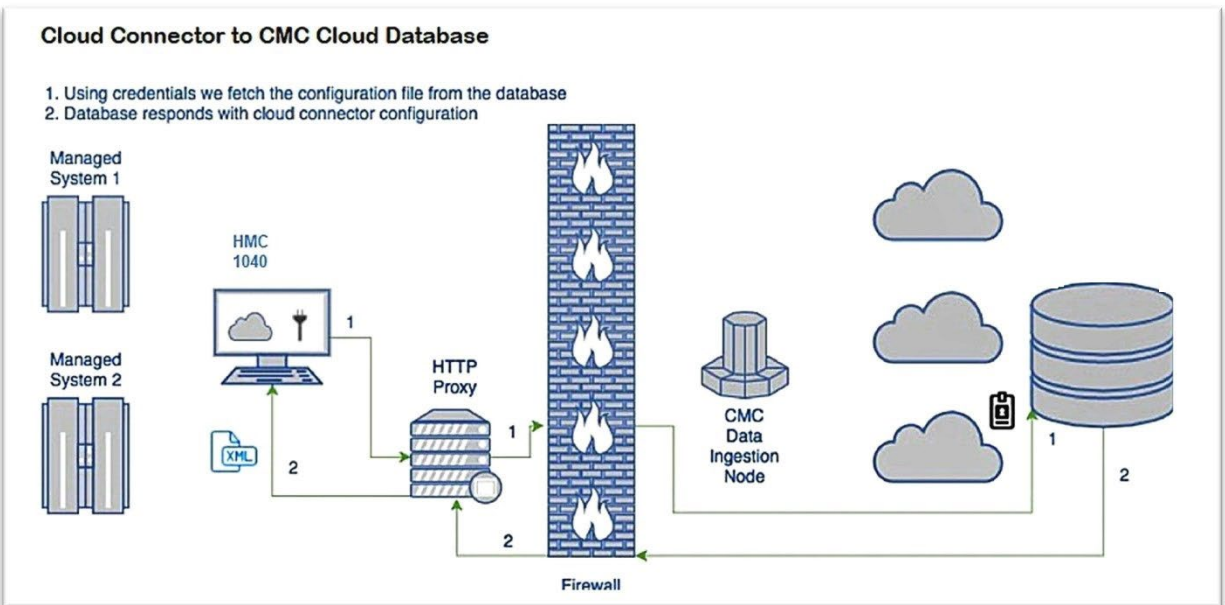 Cloud Connector to CMC Cloud Database
1. Using credentials we fetch the configuration file from the database
2. Database responds with cloud connector configuration
Managed
System 1
HMC
1040
1
Managed
System 2
HTTP
Proxy
1
XML
2
CMC
Data
Ingestion
Node
1
2
2
Firewall